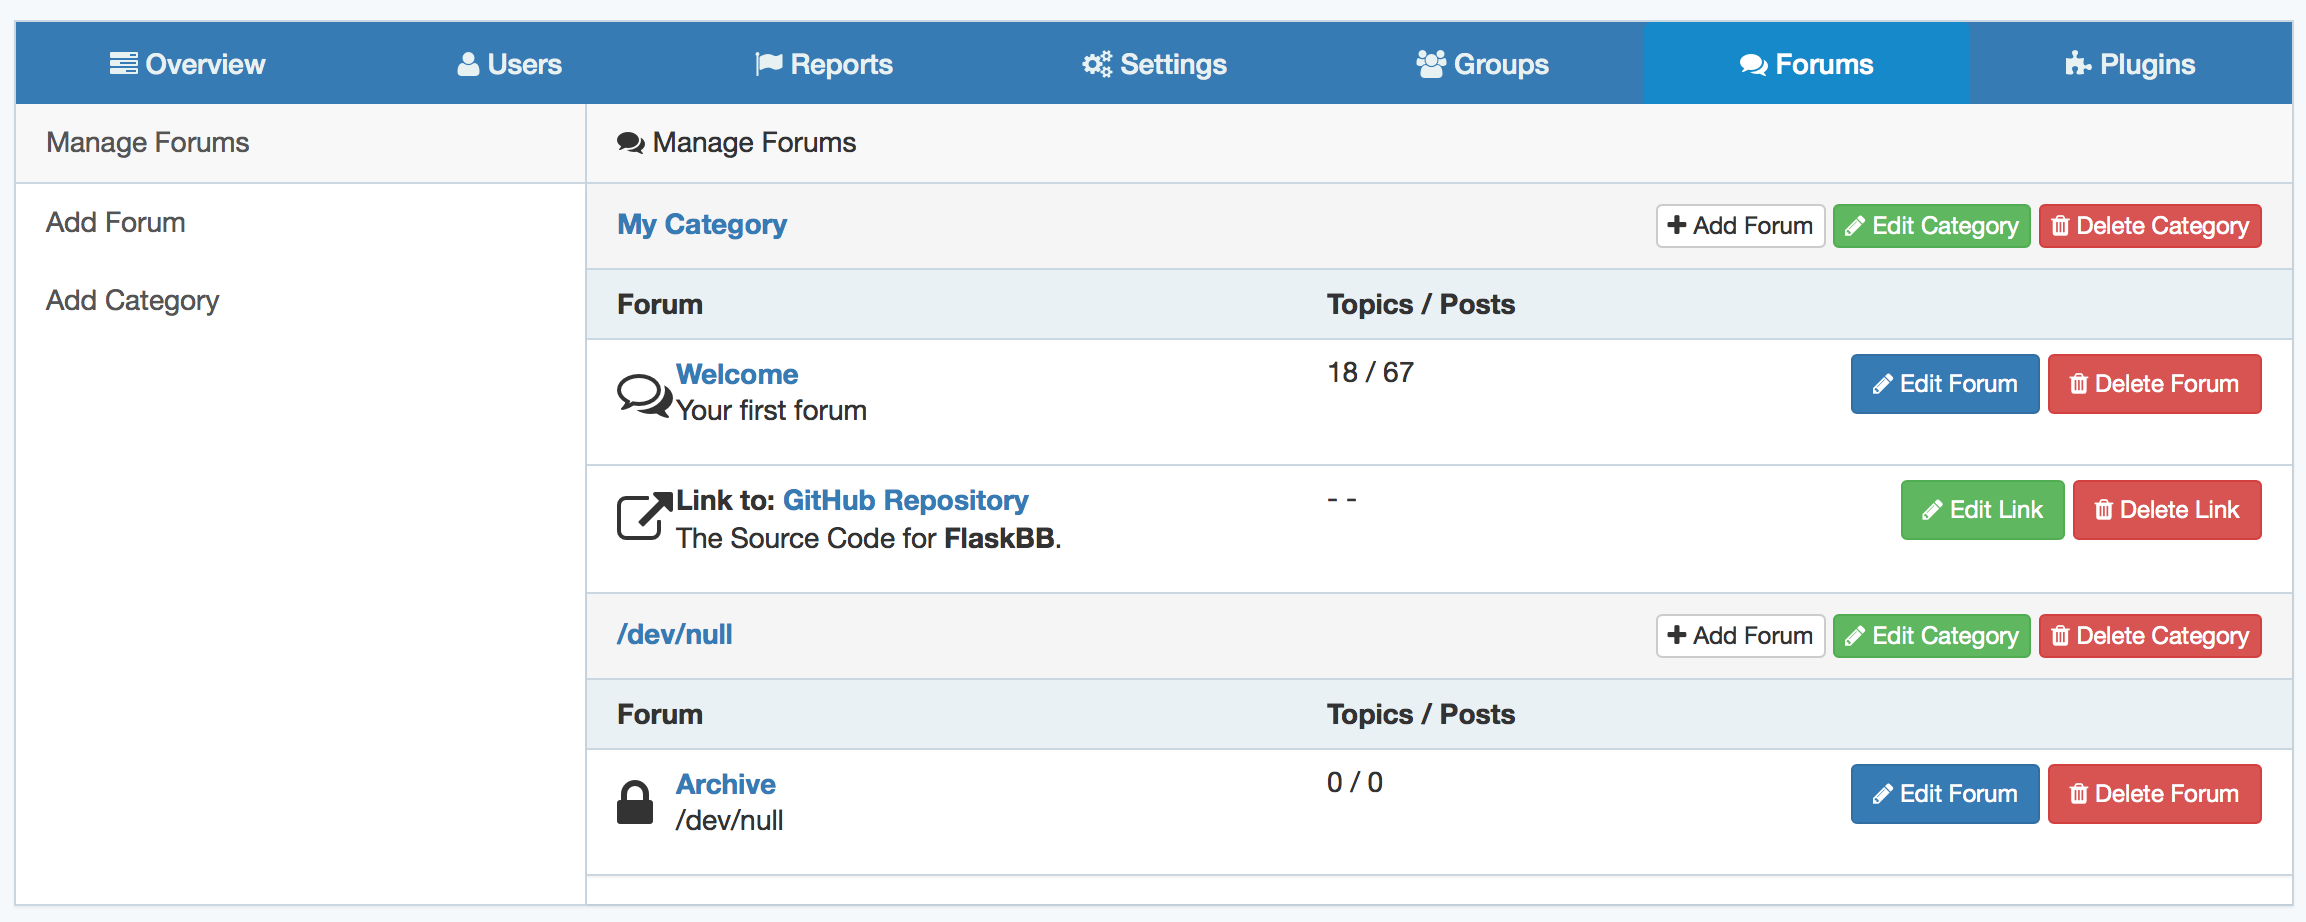 Overview Users Reports Settings Groups Forums Plugins
Manage Forums
Add Forum
Add Category
Manage Forums
My Category Add Forum Edit Category Delete Category
Forum Topics / Posts
Welcome 18 / 67 Edit Forum Delete Forum
Your first forum
Link to: GitHub Repository - - Edit Link Delete Link
The Source Code for FlaskBB.
/dev/null Add Forum Edit Category Delete Category
Forum Topics / Posts
Archive 0 / 0 Edit Forum Delete Forum
/dev/null